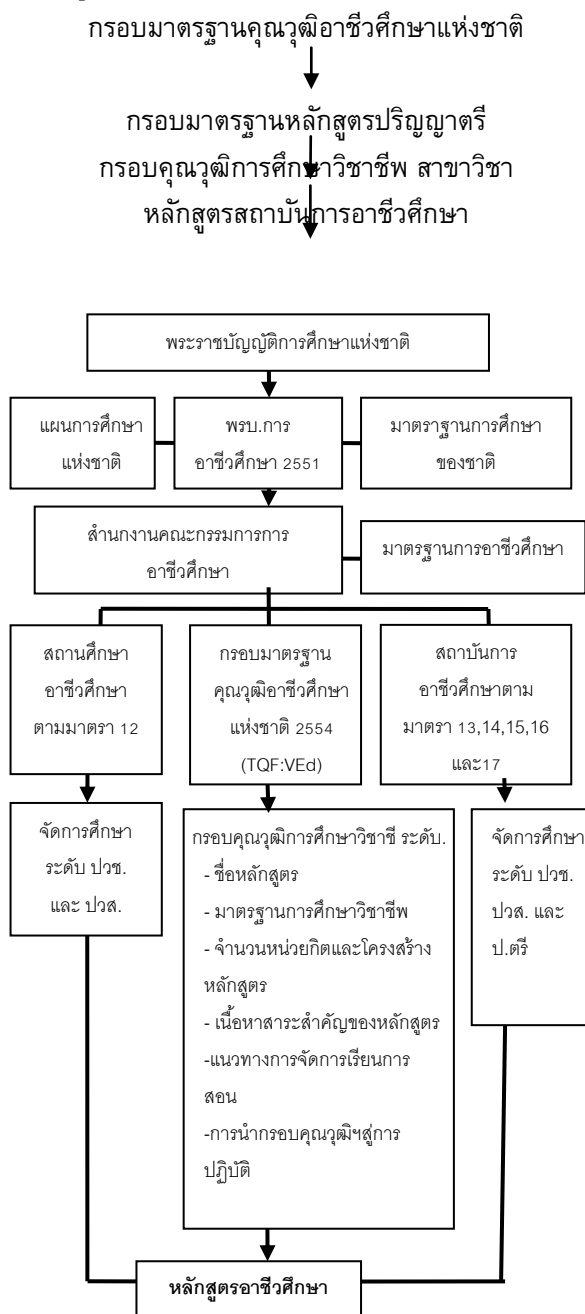 กรอบมาตรฐานคุณวุฒิอาชีวศึกษาแห่งชาติ
กรอบมาตรฐานหลักสูตรปริญญาตรี
กรอบคุณวุฒิการศึกษาวิชาชีพ สาขาวิชา
หลักสูตรสถาบันการอาชีวศึกษา
พระราชบัญญัติการศึกษาแห่งชาติ
แผนการศึกษา
แห่งชาติ
พรบ.การ
อาชีวศึกษา 2551
มาตราฐานการศึกษา
ของชาติ
สำนกงานคณะกรรมการการ
อาชีวศึกษา
มาตรฐานการอาชีวศึกษา
สถานศึกษา
อาชีวศึกษา
ตามมาตรา 12
กรอบมาตรฐาน
คุณวุฒิอาชีวศึกษา
แห่งชาติ 2554
(TQF:VEd)
สถาบันการ
อาชีวศึกษาตาม
มาตรา 13,14,15,16
และ17
จัดการศึกษา
ระดับ ปวช.
และ ปวส.
กรอบคุณวุฒิการศึกษาวิชาชี ระดับ.
- ชื่อหลักสูตร
- มาตรฐานการศึกษาวิชาชีพ
- จำนวนหน่วยกิตและโครงสร้าง
หลักสูตร
- เนื้อหาสาระสำคัญของหลักสูตร
-แนวทางการจัดการเรียนการ
สอน
-การนำกรอบคุณวุฒิฯสู่การ
ปฏิบัติ
จัดการศึกษา
ระดับ ปวช.
ปวส. และ
ป.ตรี
หลักสูตรอาชีวศึกษา